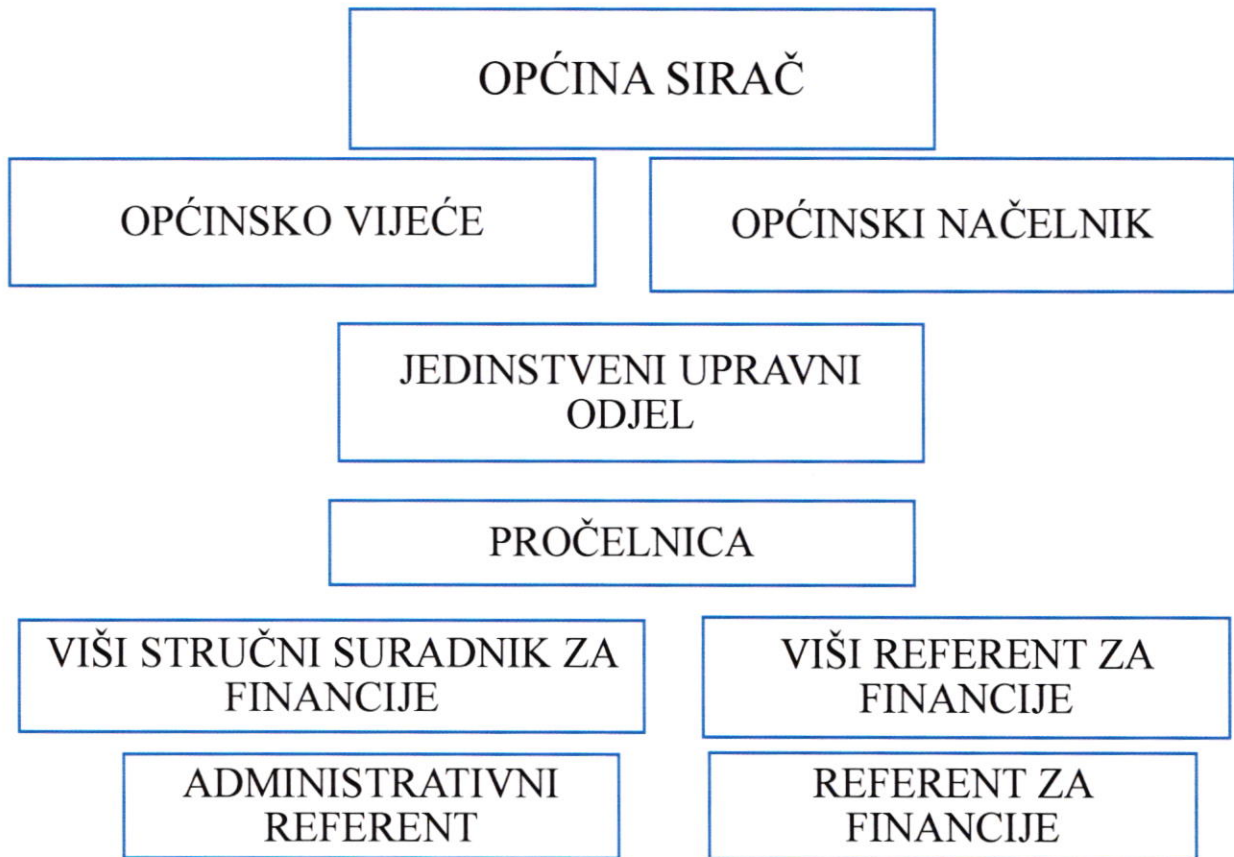 OPĆINA SIRAČ
OPĆINSKO VIJEĆE
OPĆINSKI NAČELNIK
JEDINSTVENI UPRAVNI
ODJEL
PROČELNICA
VIŠI STRUČNI SURADNIK ZA
FINANCIJE
VIŠI REFERENT ZA
FINANCIJE
ADMINISTRATIVNI
REFERENT
REFERENT ZA
FINANCIJE